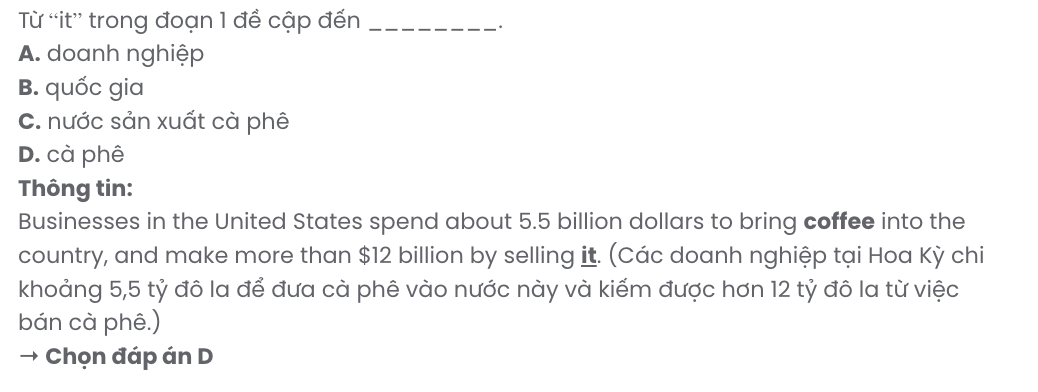 Từ “it” trong đoạn 1 đề cập đến ________.
A. doanh nghiệp
B. quốc gia
C. nước sản xuất cà phê
D. cà phê
Thông tin:
Businesses in the United States spend about 5.5 billion dollars to bring coffee into the
country, and make more than $12 billion by selling it. (Các doanh nghiệp tại Hoa Kỳ chi
khoảng 5,5 tỷ đô la để đưa cà phê vào nước này và kiếm được hơn 12 tỷ đô la từ việc
bán cà phê.)
→ Chọn đáp án D